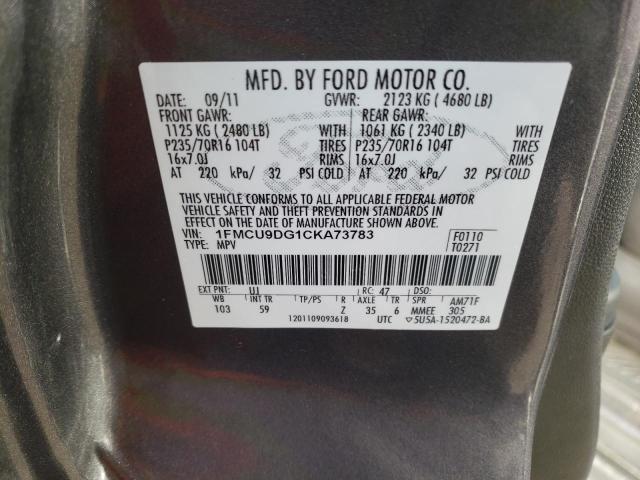 MFD. BY FORD MOTOR CO.
DATE: 09/11 GVWR: 2123 KG ( 4680 LB)
FRONT GAWR: REAR GAWR:
1125 KG ( 2480 LB) WITH 1061 KG ( 2340 LB) WITH
P235/70R16 104T TIRES P235/70R16 104T TIRES
16x7.0J RIMS 16x7.0J RIMS
AT 220 kPa/ 32 PSI COLD AT 220 kPa/ 32 PSI COLD
THIS VEHICLE CONFORMS TO ALL APPLICABLE FEDERAL MOTOR
VEHICLE SAFETY AND THEFT PREVENTION STANDARDS IN EFFECT
ON THE DATE OF MANUFACTURE SHOWN ABOVE.
VIN: 1FMCU9DG1CKA73783 F0110
TYPE: MPV T0271
EXT PNT: UJ RC: 47 DSO:
WB INT TR TP/PS R AXLE TR SPR AM71F
103 59 Z 35 6 MMEE 305
1201109093618 UTC ▽5U5A-1520472-BA